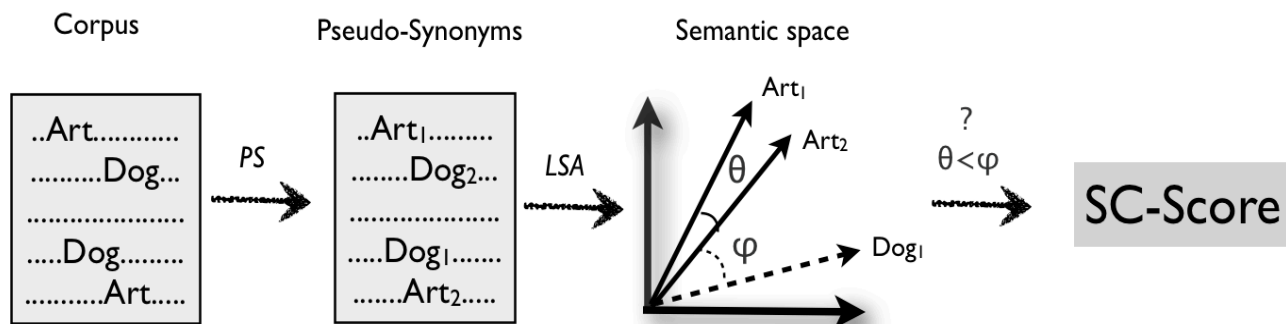 Corpus
Pseudo-Synonyms
Semantic space
..Art............
..........Dog...
......................
.....Dog.........
...........Art.....
PS
..Art₁.........
........Dog₂...
......................
.....Dog₁.......
.......Art₂.....
LSA
Art₁
Art₂
θ
φ
Dog₁
?
θ<φ
SC-Score